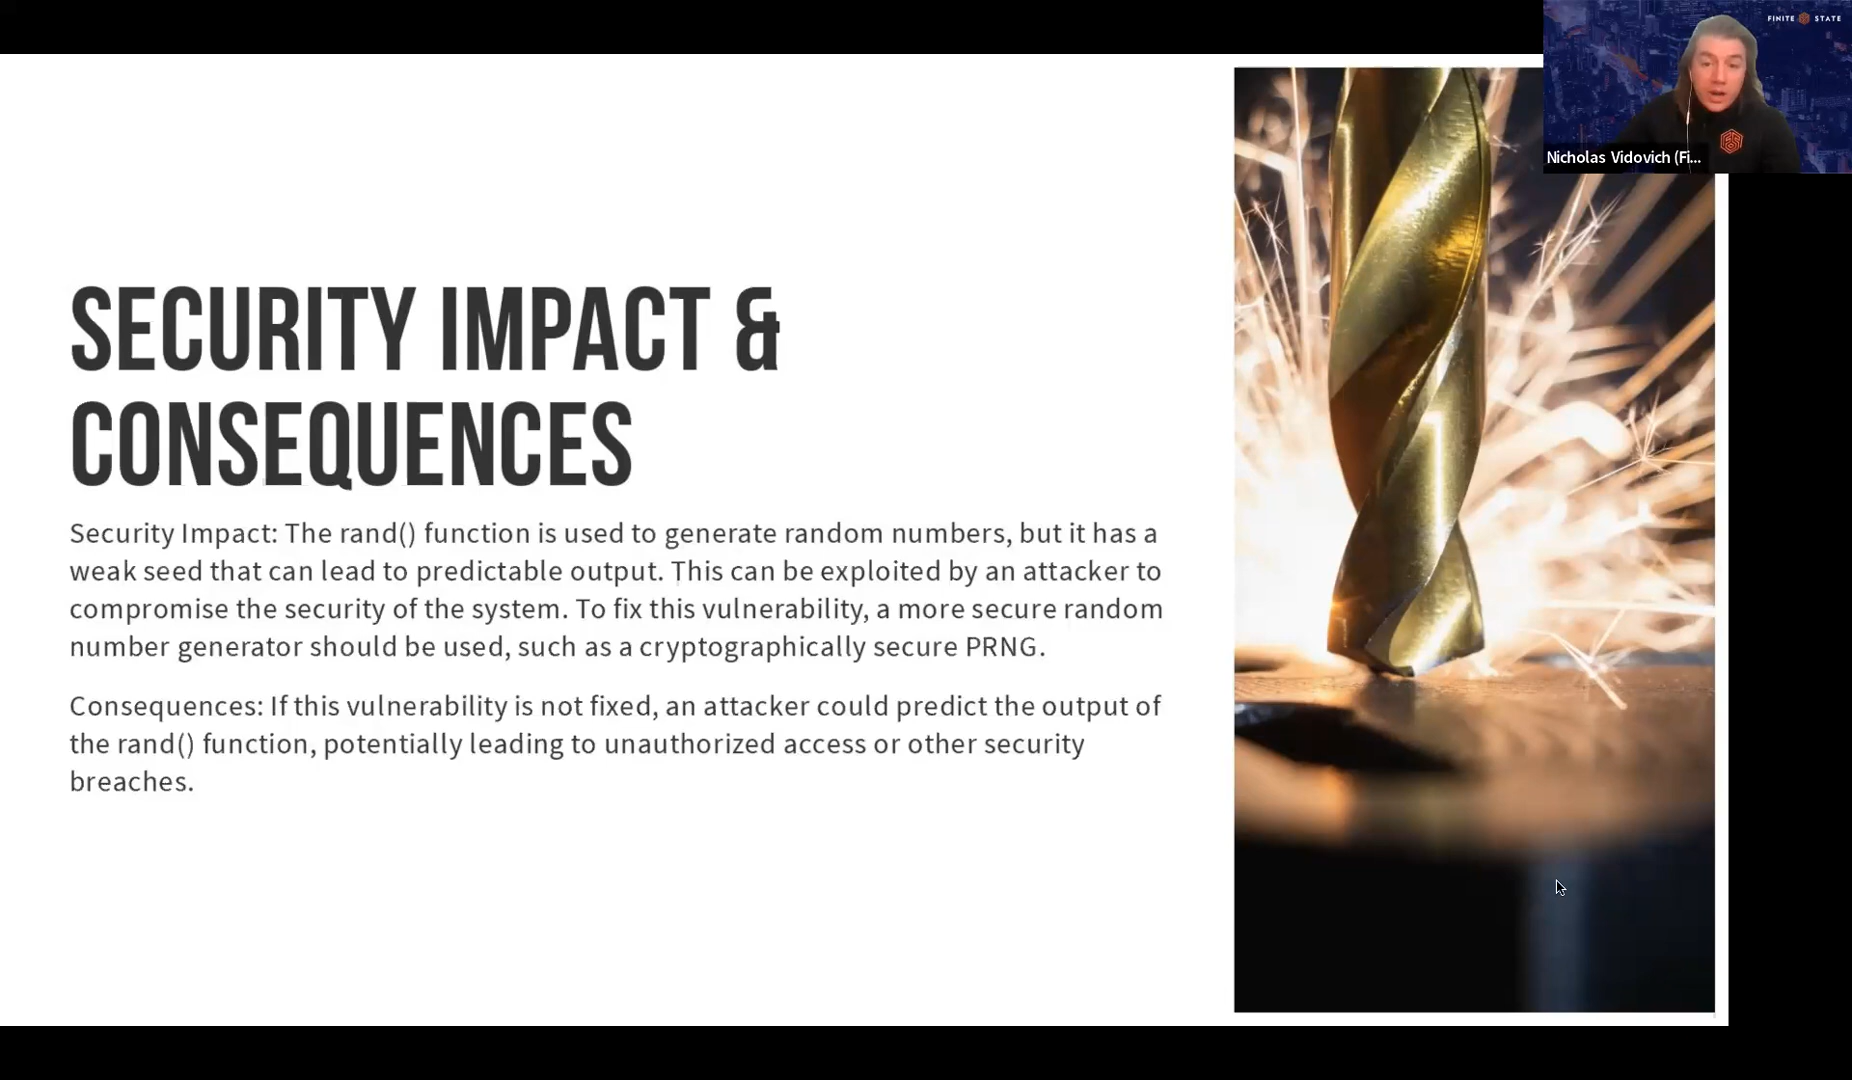 FINITE STATE
Nicholas Vidovich (Fi...
SECURITY IMPACT &
CONSEQUENCES
Security Impact: The rand() function is used to generate random numbers, but it has a
weak seed that can lead to predictable output. This can be exploited by an attacker to
compromise the security of the system. To fix this vulnerability, a more secure random
number generator should be used, such as a cryptographically secure PRNG.
Consequences: If this vulnerability is not fixed, an attacker could predict the output of
the rand() function, potentially leading to unauthorized access or other security
breaches.